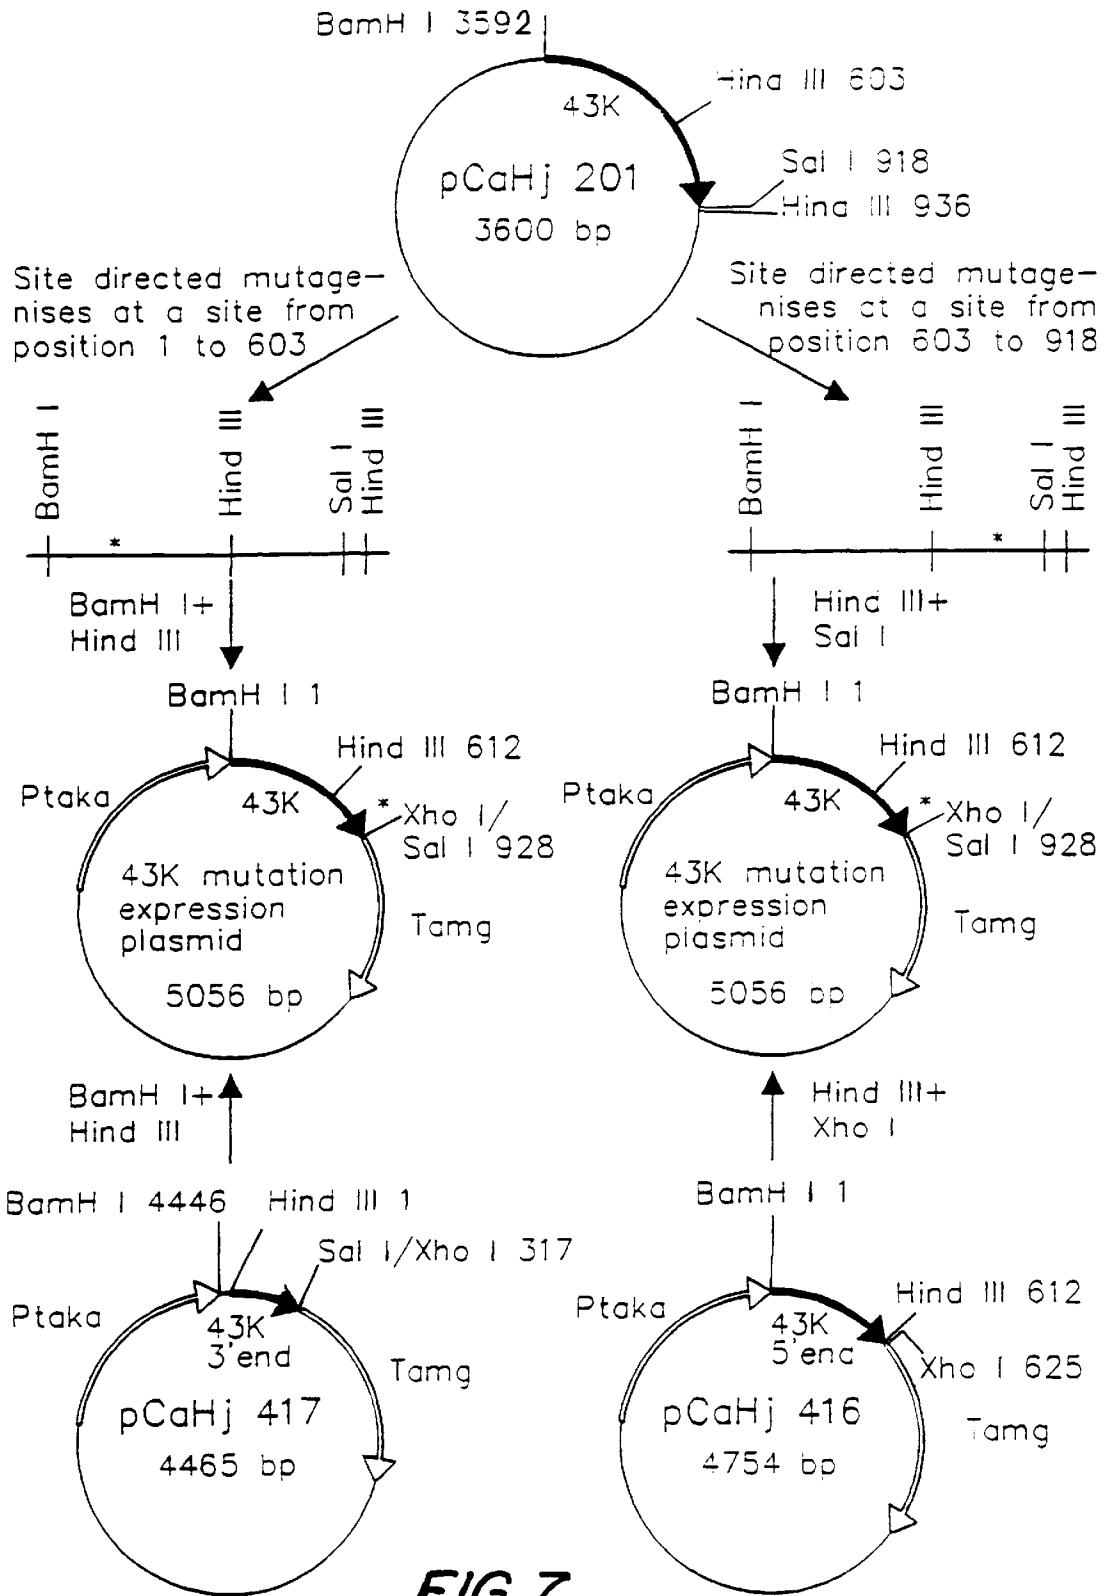 BamH I 3592
Hind III 603
43K
Sal I 918
Hind III 936
pCaHj 201
3600 bp
Site directed mutage-
nises at a site from
position 1 to 603
Site directed mutage-
nises at a site from
position 603 to 918
BamH I
Hind III
Sal I
Hind III
*
BamH I
Hind III
Sal I
Hind III
*
BamH I+
Hind III
Hind III+
Sal I
BamH I 1
Hind III 612
Ptaka
43K
*
Xho I/
Sal I 928
43K mutation
expression
plasmid
5056 bp
Tamg
BamH I 1
Hind III 612
Ptaka
43K
*
Xho I/
Sal I 928
43K mutation
expression
plasmid
5056 bp
Tamg
BamH I+
Hind III
Hind III+
Xho I
BamH I 4446
Hind III 1
Sal I/Xho I 317
Ptaka
43K
3'end
Tamg
pCaHj 417
4465 bp
BamH I 1
Hind III 612
Ptaka
43K
5'end
Xho I 625
Tamg
pCaHj 416
4754 bp
FIG. 7